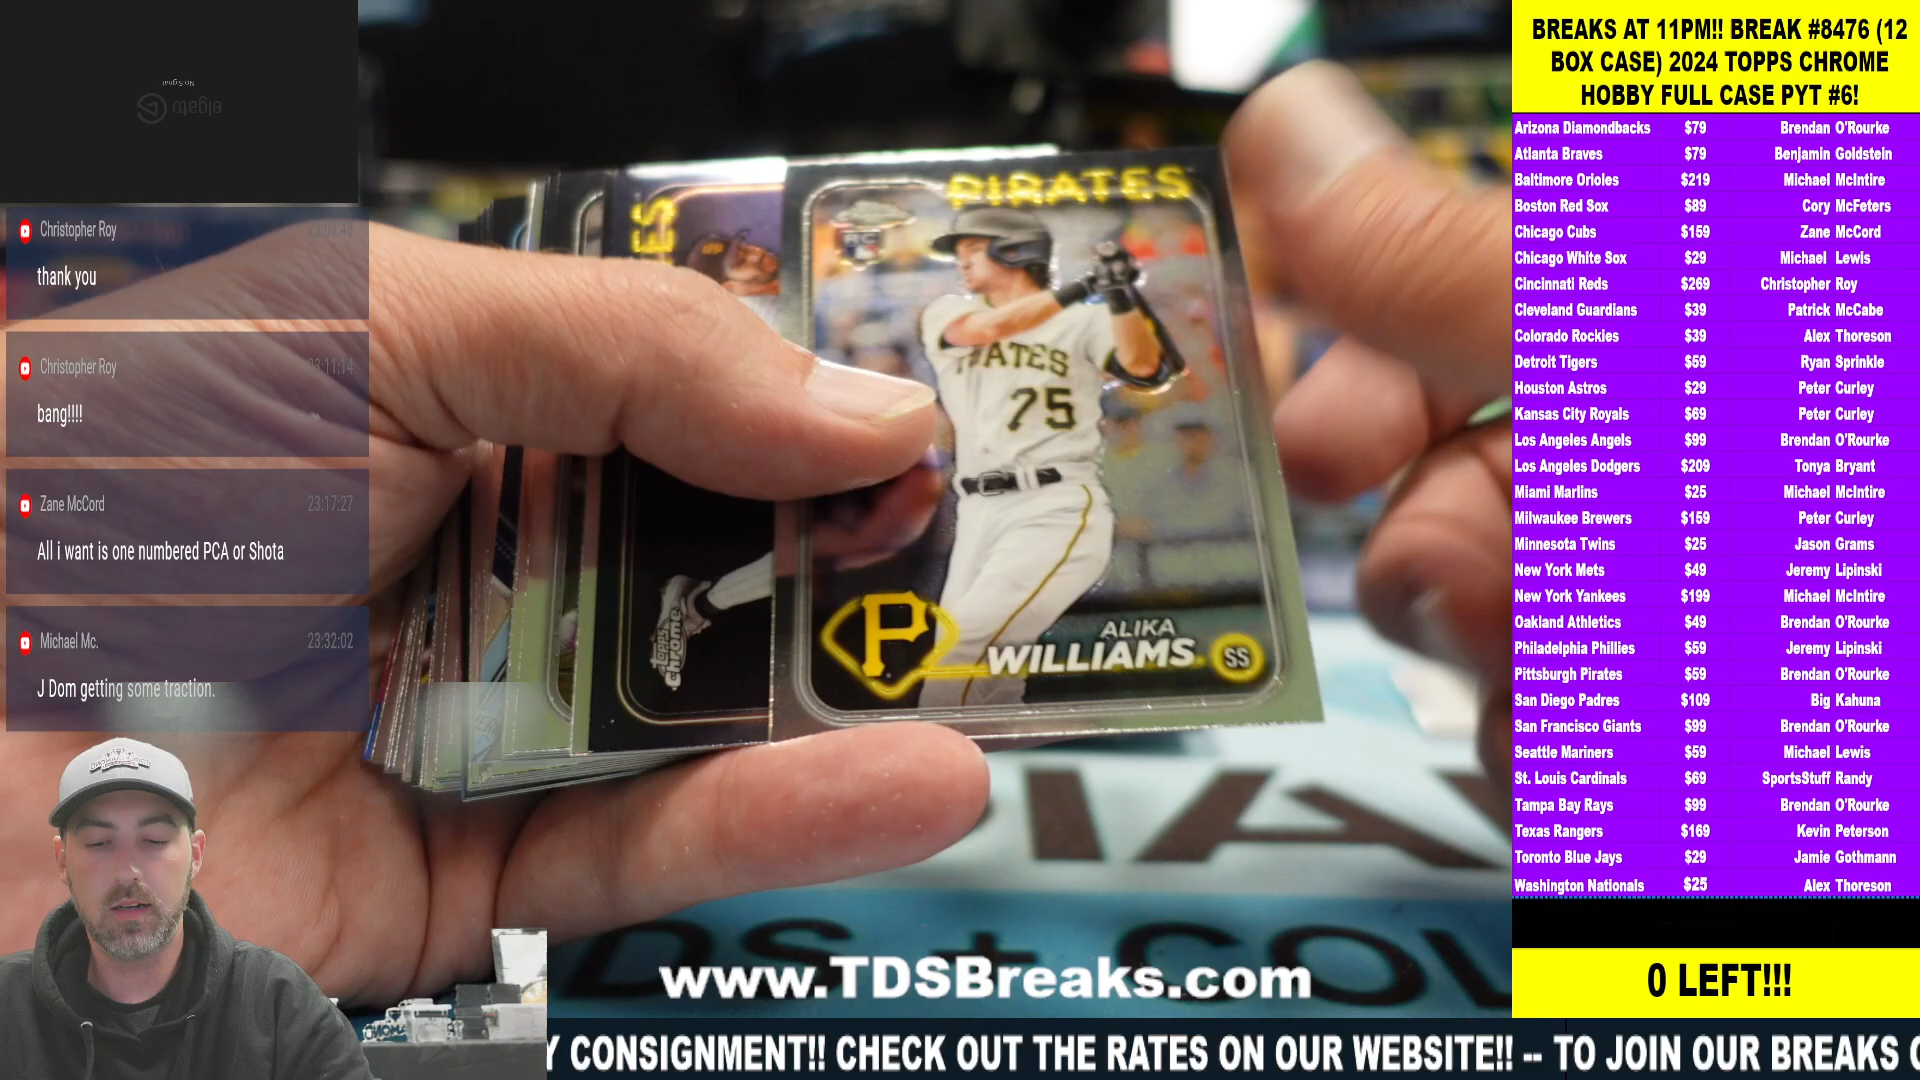 No Signal
elgato
Christopher Roy
thank you
Christopher Roy 23:11:14
bang!!!!
Zane McCord 23:17:27
All i want is one numbered PCA or Shota
Michael Mc. 23:32:02
J Dom getting some traction.
PIRATES
RC
PIRATES
75
P
ALIKA
WILLIAMS
SS
topps
chrome
DS + CO
www.TDSBreaks.com
Y CONSIGNMENT!! CHECK OUT THE RATES ON OUR WEBSITE!! -- TO JOIN OUR BREAKS
BREAKS AT 11PM!! BREAK #8476 (12
BOX CASE) 2024 TOPPS CHROME
HOBBY FULL CASE PYT #6!
Arizona Diamondbacks $79 Brendan O'Rourke
Atlanta Braves $79 Benjamin Goldstein
Baltimore Orioles $219 Michael McIntire
Boston Red Sox $89 Cory McFeters
Chicago Cubs $159 Zane McCord
Chicago White Sox $29 Michael Lewis
Cincinnati Reds $269 Christopher Roy
Cleveland Guardians $39 Patrick McCabe
Colorado Rockies $39 Alex Thoreson
Detroit Tigers $59 Ryan Sprinkle
Houston Astros $29 Peter Curley
Kansas City Royals $69 Peter Curley
Los Angeles Angels $99 Brendan O'Rourke
Los Angeles Dodgers $209 Tonya Bryant
Miami Marlins $25 Michael McIntire
Milwaukee Brewers $159 Peter Curley
Minnesota Twins $25 Jason Grams
New York Mets $49 Jeremy Lipinski
New York Yankees $199 Michael McIntire
Oakland Athletics $49 Brendan O'Rourke
Philadelphia Phillies $59 Jeremy Lipinski
Pittsburgh Pirates $59 Brendan O'Rourke
San Diego Padres $109 Big Kahuna
San Francisco Giants $99 Brendan O'Rourke
Seattle Mariners $59 Michael Lewis
St. Louis Cardinals $69 SportsStuff Randy
Tampa Bay Rays $99 Brendan O'Rourke
Texas Rangers $169 Kevin Peterson
Toronto Blue Jays $29 Jamie Gothmann
Washington Nationals $25 Alex Thoreson
0 LEFT!!!